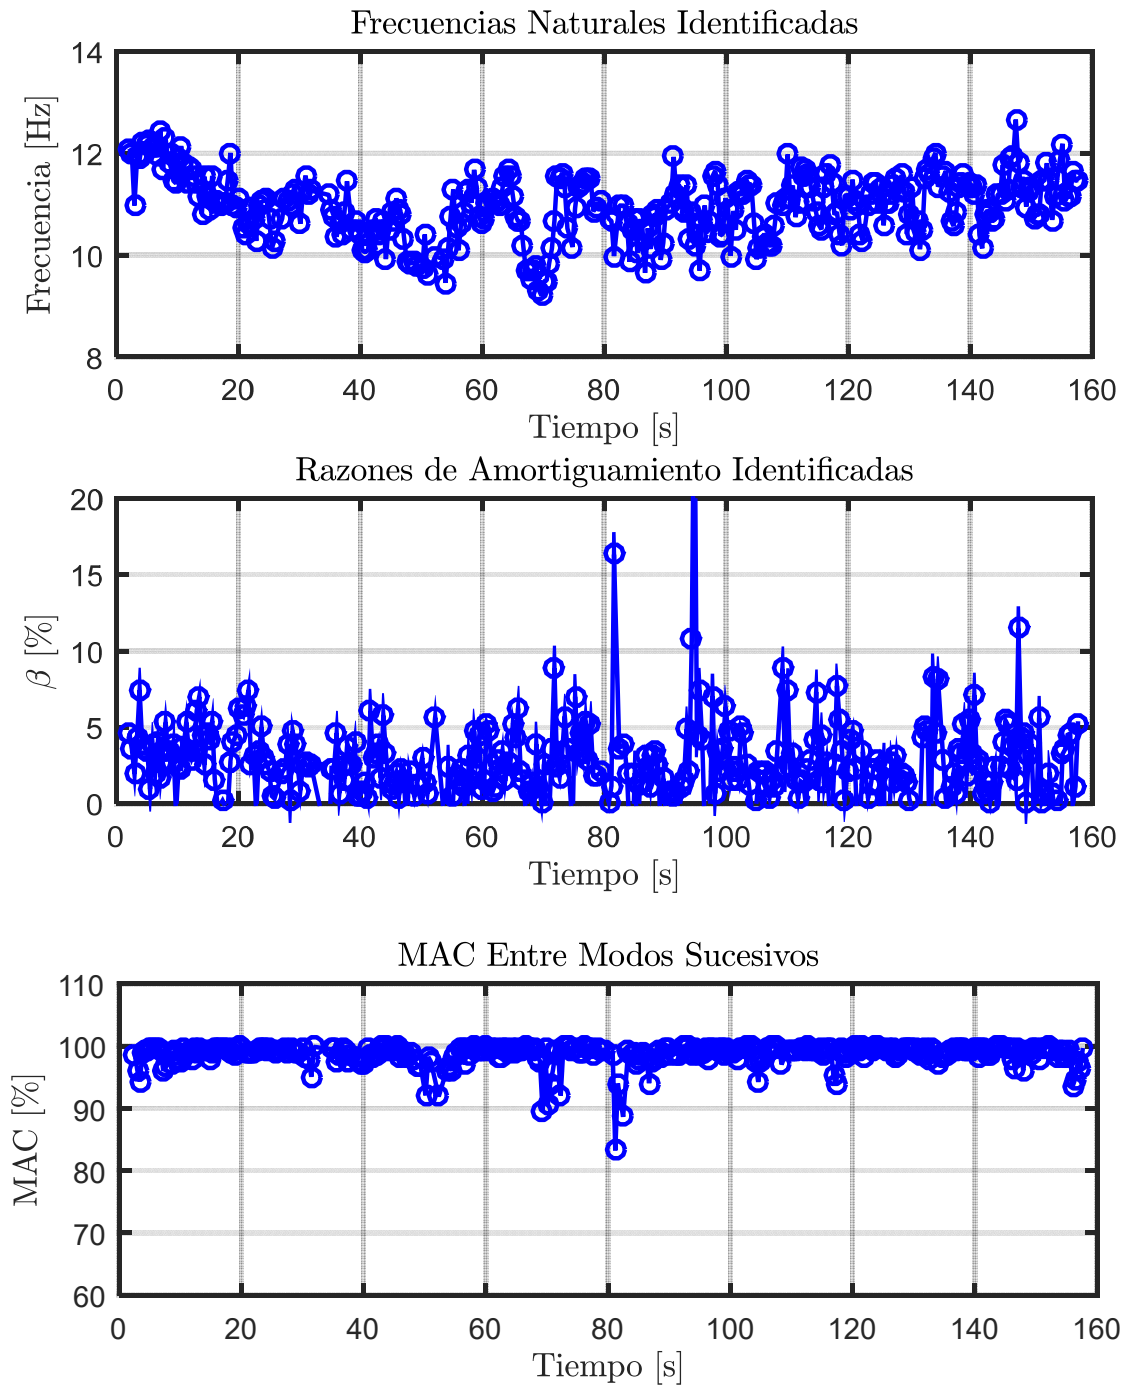 Frecuencias Naturales Identificadas
Frecuencia [Hz]
14
12
10
8
0 20 40 60 80 100 120 140 160
Tiempo [s]
Razones de Amortiguamiento Identificadas
β [%]
20
15
10
5
0
0 20 40 60 80 100 120 140 160
Tiempo [s]
MAC Entre Modos Sucesivos
MAC [%]
110
100
90
80
70
60
0 20 40 60 80 100 120 140 160
Tiempo [s]